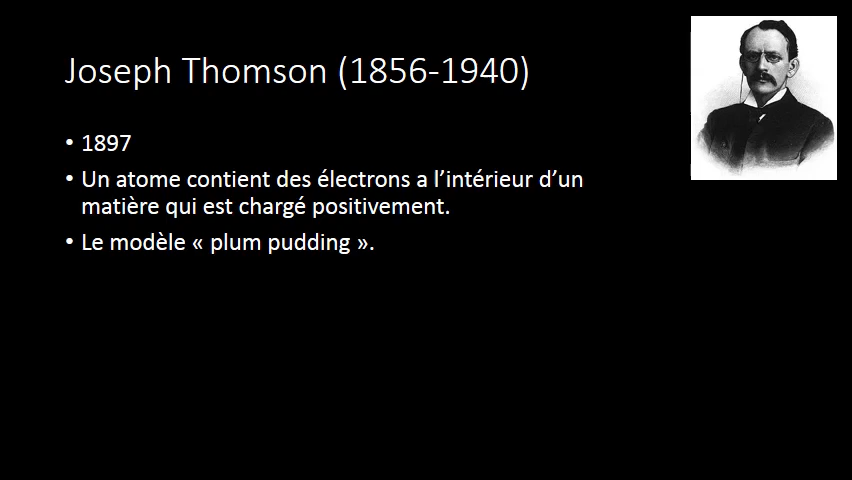 Joseph Thomson (1856-1940)
• 1897
• Un atome contient des électrons a l’intérieur d’un
matière qui est chargé positivement.
• Le modèle « plum pudding ».